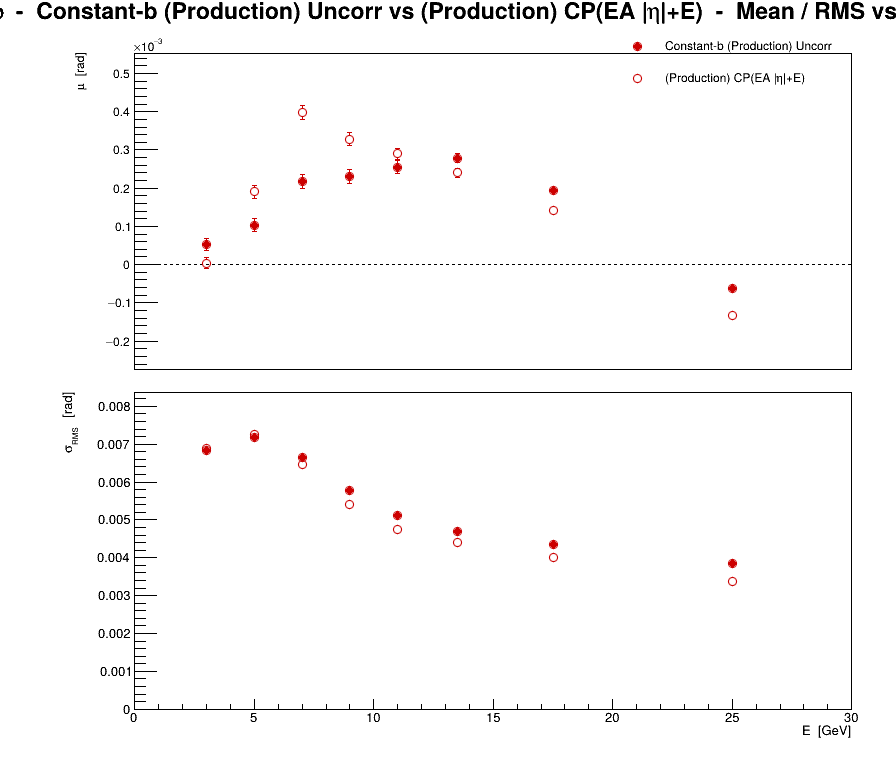 - Constant-b (Production) Uncorr vs (Production) CP(EA |η|+E) - Mean / RMS vs
×10⁻³
μ [rad]
Constant-b (Production) Uncorr
(Production) CP(EA |η|+E)
0.5
0.4
0.3
0.2
0.1
0
−0.1
−0.2
σRMS [rad]
0.008
0.007
0.006
0.005
0.004
0.003
0.002
0.001
0
0 5 10 15 20 25 30
E [GeV]